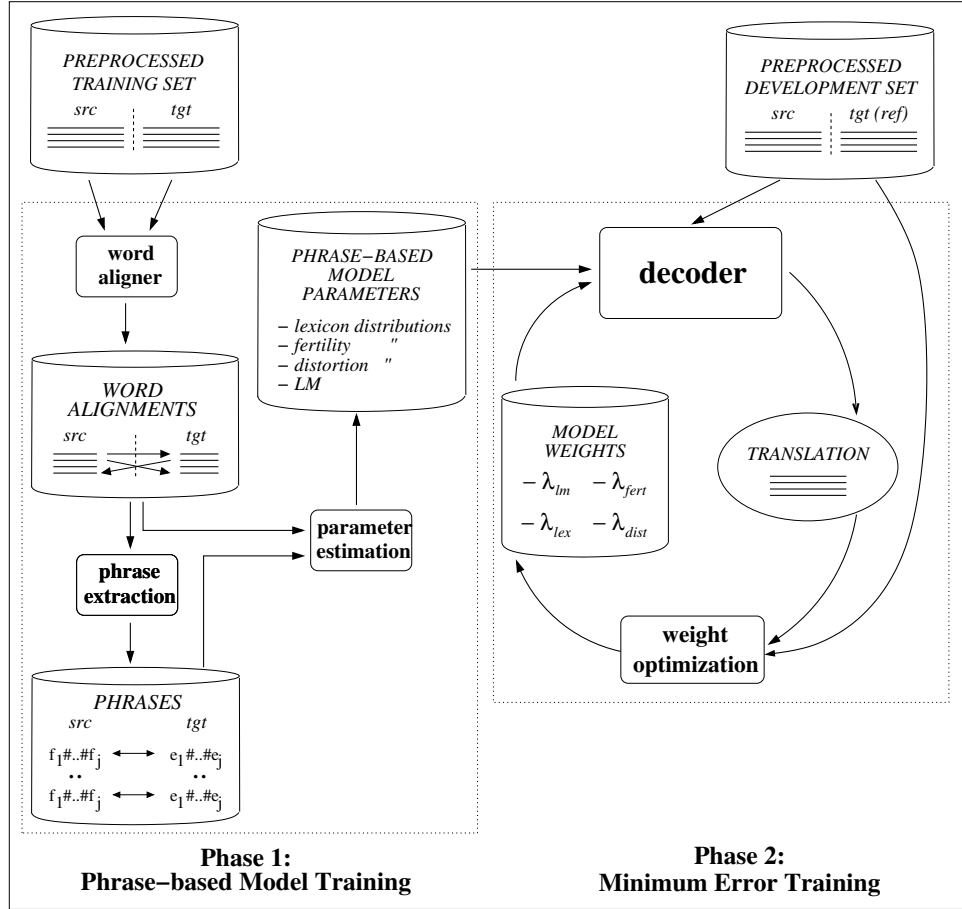 PREPROCESSED
TRAINING SET
src tgt
word
aligner
WORD
ALIGNMENTS
src tgt
phrase
extraction
PHRASES
src tgt
f1#..#fj e1#..#ej
.. ..
f1#..#fj e1#..#ej
PHRASE−BASED
MODEL
PARAMETERS
− lexicon distributions
− fertility "
− distortion "
− LM
parameter
estimation
Phase 1:
Phrase−based Model Training
PREPROCESSED
DEVELOPMENT SET
src tgt (ref)
decoder
MODEL
WEIGHTS
− λlm − λfert
− λlex − λdist
TRANSLATION
weight
optimization
Phase 2:
Minimum Error Training